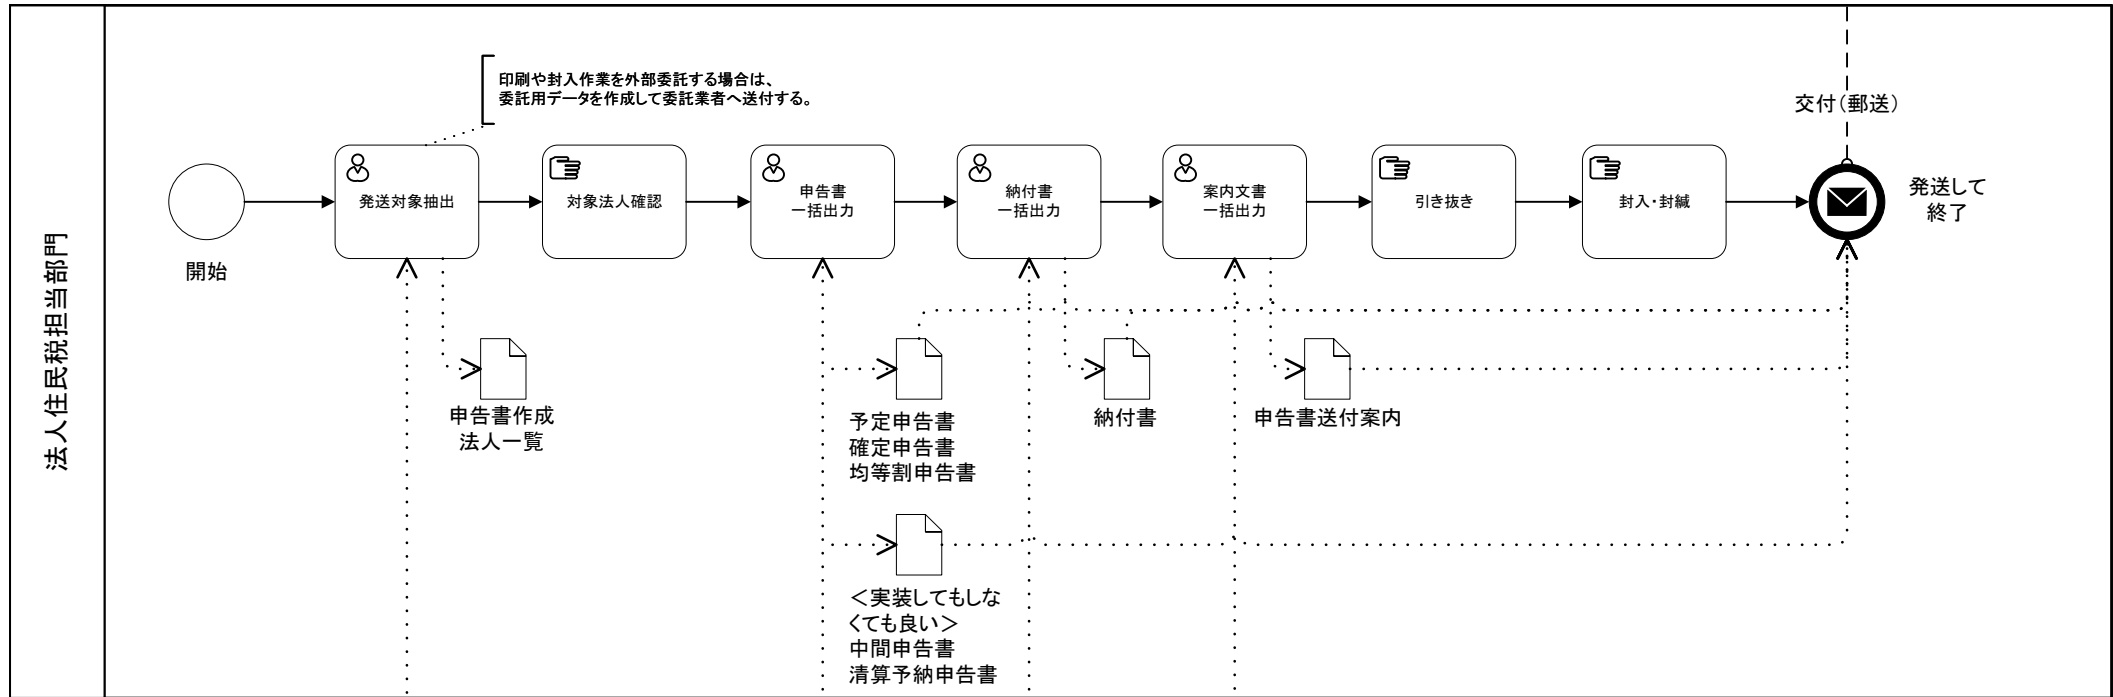 法人住民税担当部門
印刷や封入作業を外部委託する場合は、
委託用データを作成して委託業者へ送付する。
交付(郵送)
開始
発送対象抽出
対象法人確認
申告書
一括出力
納付書
一括出力
案内文書
一括出力
引き抜き
封入・封緘
発送して
終了
申告書作成
法人一覧
予定申告書
確定申告書
均等割申告書
納付書
申告書送付案内
＜実装してもしな
くても良い＞
中間申告書
清算予納申告書